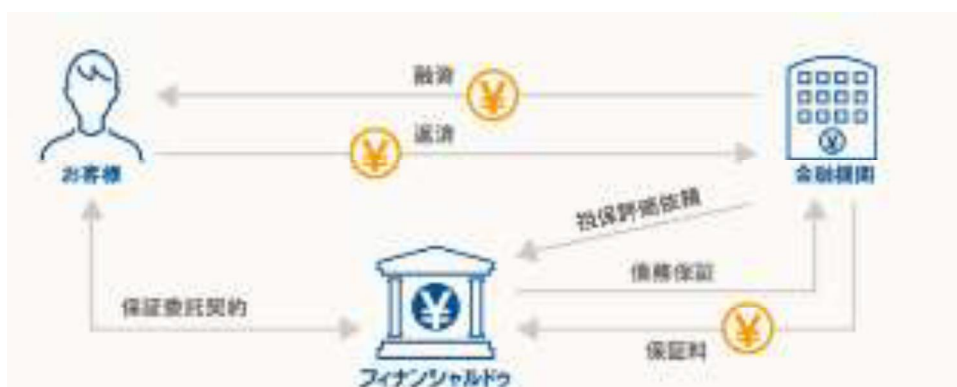 融資
返済
お客様
金融機関
担保評価依頼
債務保証
保証委託契約
保証料
フィナンシャルドゥ